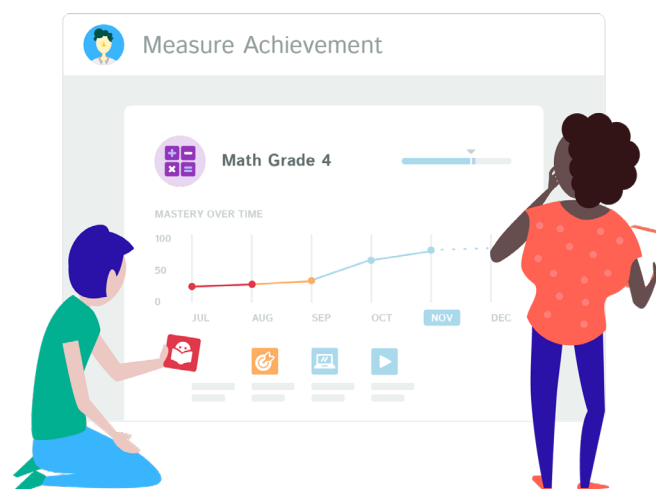 Measure Achievement
Math Grade 4
MASTERY OVER TIME
100
50
0
JUL AUG SEP OCT NOV DEC